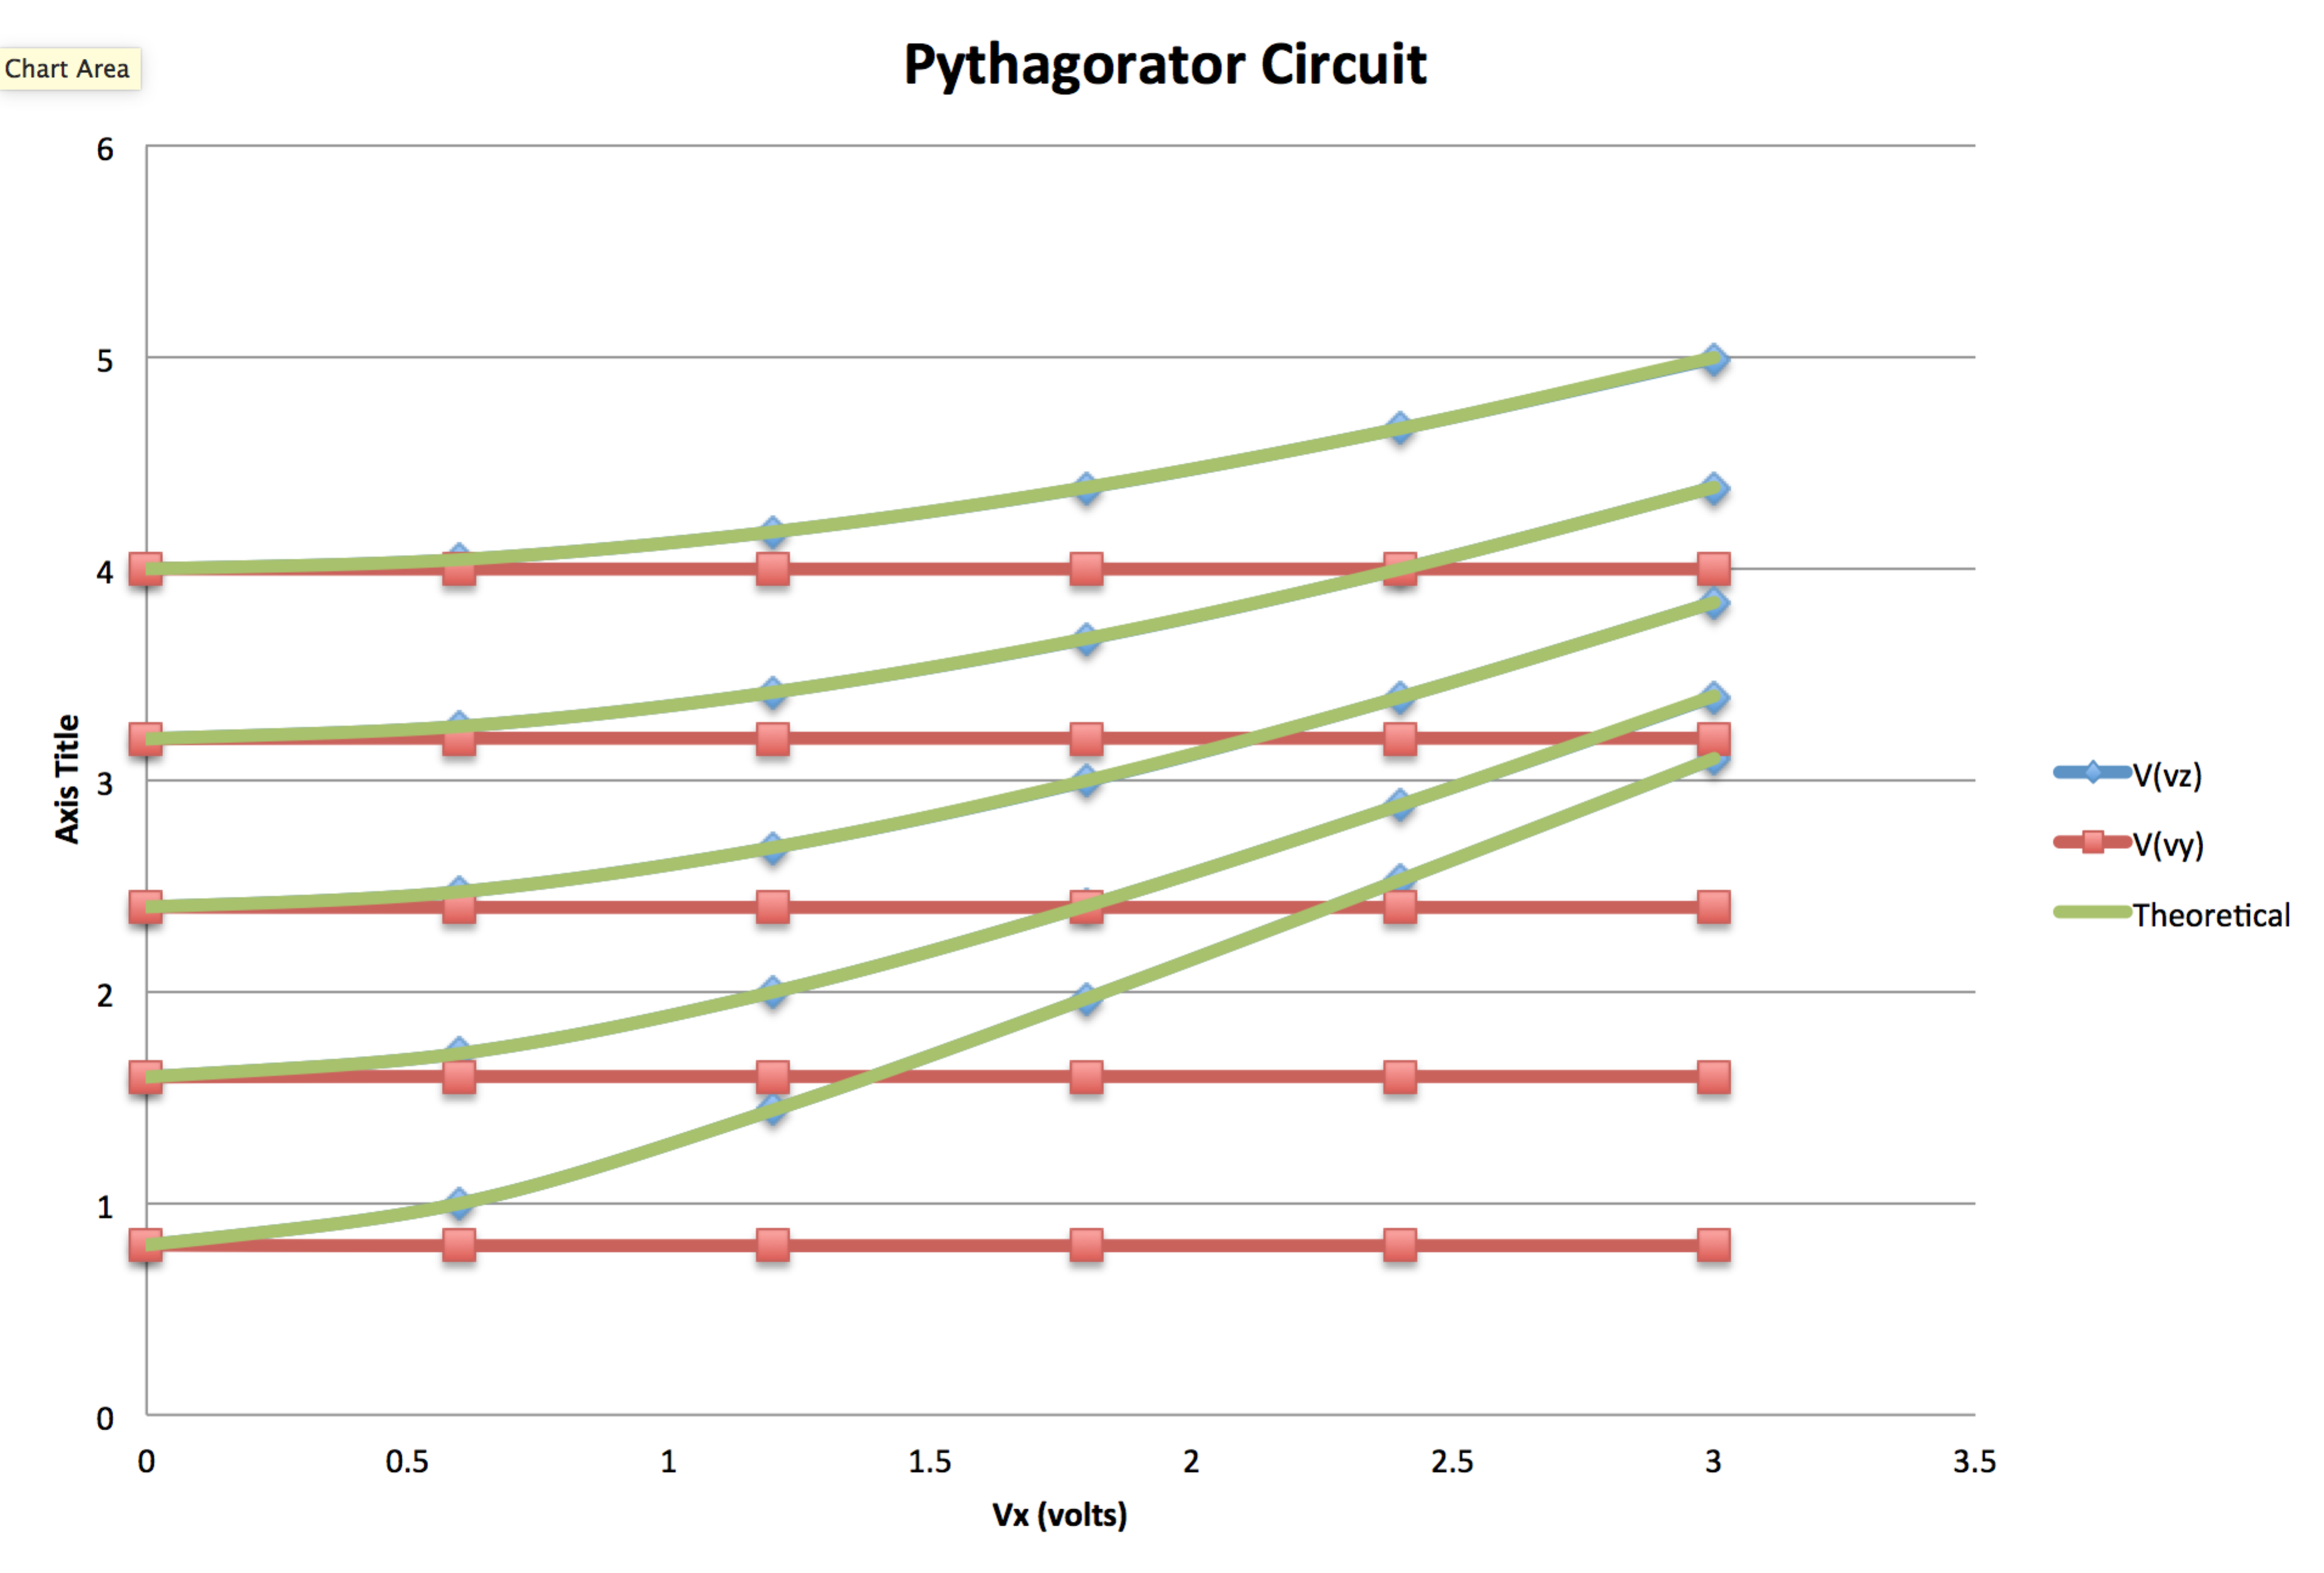 Pythagorator Circuit
Chart Area
6
5
4
3
2
1
0
Axis Title
0 0.5 1 1.5 2 2.5 3 3.5
Vx (volts)
V(vz)
V(vy)
Theoretical